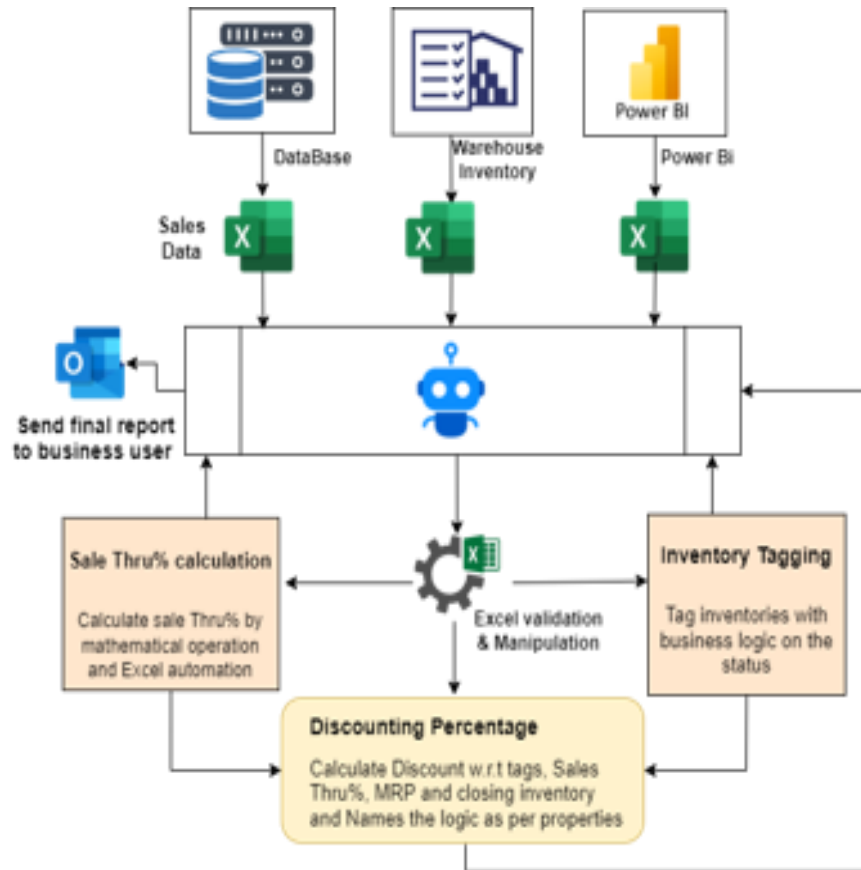 Power BI
DataBase
Warehouse
Inventory
Power Bi
Sales
Data
X
X
X
O
Send final report
to business user
Sale Thru% calculation
Calculate sale Thru% by
mathematical operation
and Excel automation
X
Excel validation
& Manipulation
Inventory Tagging
Tag inventories with
business logic on the
status
Discounting Percentage
Calculate Discount w.r.t tags, Sales
Thru%, MRP and closing inventory
and Names the logic as per properties